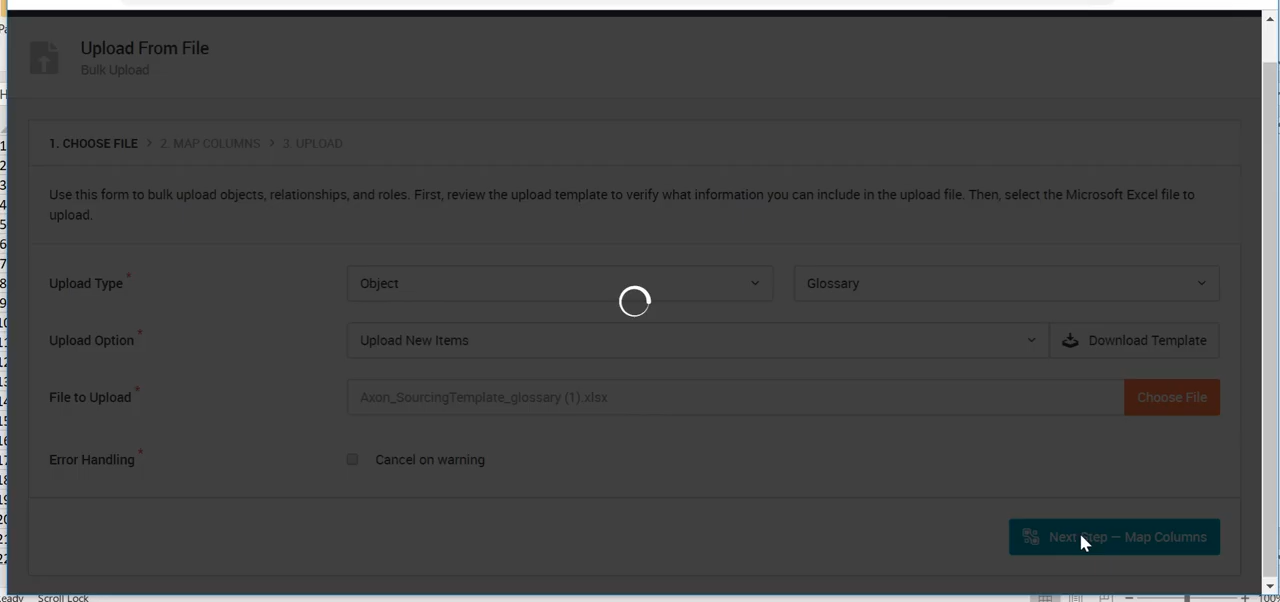 Upload From File
Bulk Upload
1. CHOOSE FILE > 2. MAP COLUMNS > 3. UPLOAD
Use this form to bulk upload objects, relationships, and roles. First, review the upload template to verify what information you can include in the upload file. Then, select the Microsoft Excel file to
upload.
Upload Type * Object Glossary
Upload Option * Upload New Items Download Template
File to Upload * Axon_SourcingTemplate_glossary (1).xlsx Choose File
Error Handling * Cancel on warning
Next Step – Map Columns
Scroll Lock 100%